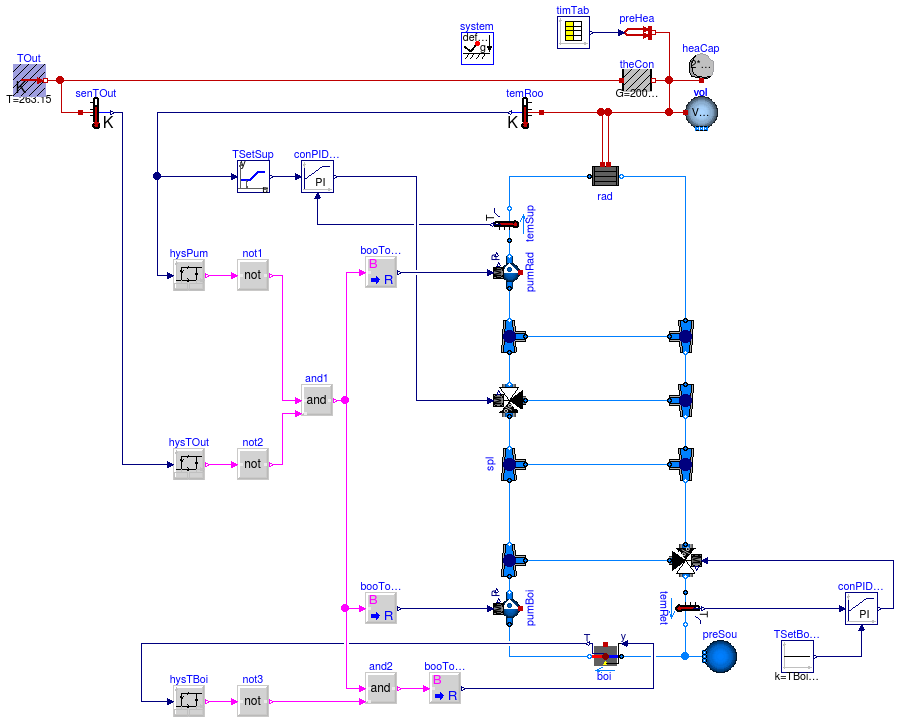 timTab
preHea
system
def...
g
heaCap
2*...
TOut
K
T=263.15
theCon
G=200...
senTOut
K
temRoo
K
vol
V...
TSetSup
y
PI
conPID...
PI
rad
T
temSup
hysPum
not1
not
booTo...
B
R
pumRad
and1
and
hysTOut
not2
not
spl
booTo...
B
R
pumBoi
temRet
T
conPID...
PI
T
y
boi
preSou
TSetBo...
k=TBoi...
hysTBoi
not3
not
and2
and
booTo...
B
R